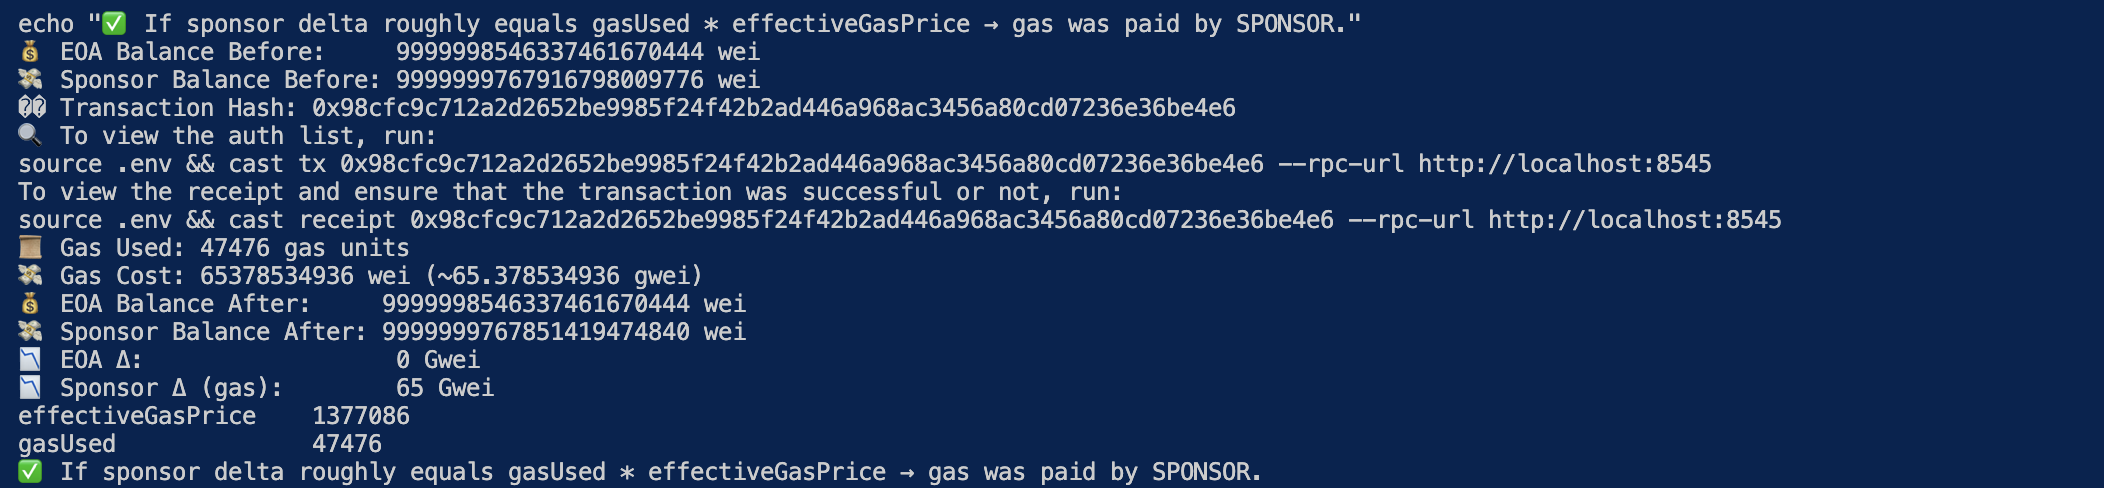 echo "✅ If sponsor delta roughly equals gasUsed * effectiveGasPrice → gas was paid by SPONSOR."
💰 EOA Balance Before:     9999998546337461670444 wei
💸 Sponsor Balance Before: 9999999767916798009776 wei
�� Transaction Hash: 0x98cfc9c712a2d2652be9985f24f42b2ad446a968ac3456a80cd07236e36be4e6
🔍 To view the auth list, run:
source .env && cast tx 0x98cfc9c712a2d2652be9985f24f42b2ad446a968ac3456a80cd07236e36be4e6 --rpc-url http://localhost:8545
To view the receipt and ensure that the transaction was successful or not, run:
source .env && cast receipt 0x98cfc9c712a2d2652be9985f24f42b2ad446a968ac3456a80cd07236e36be4e6 --rpc-url http://localhost:8545
📜 Gas Used: 47476 gas units
💸 Gas Cost: 65378534936 wei (~65.378534936 gwei)
💰 EOA Balance After:     9999998546337461670444 wei
💸 Sponsor Balance After: 9999999767851419474840 wei
📉 EOA Δ:                  0 Gwei
📉 Sponsor Δ (gas):        65 Gwei
effectiveGasPrice    1377086
gasUsed              47476
✅ If sponsor delta roughly equals gasUsed * effectiveGasPrice → gas was paid by SPONSOR.